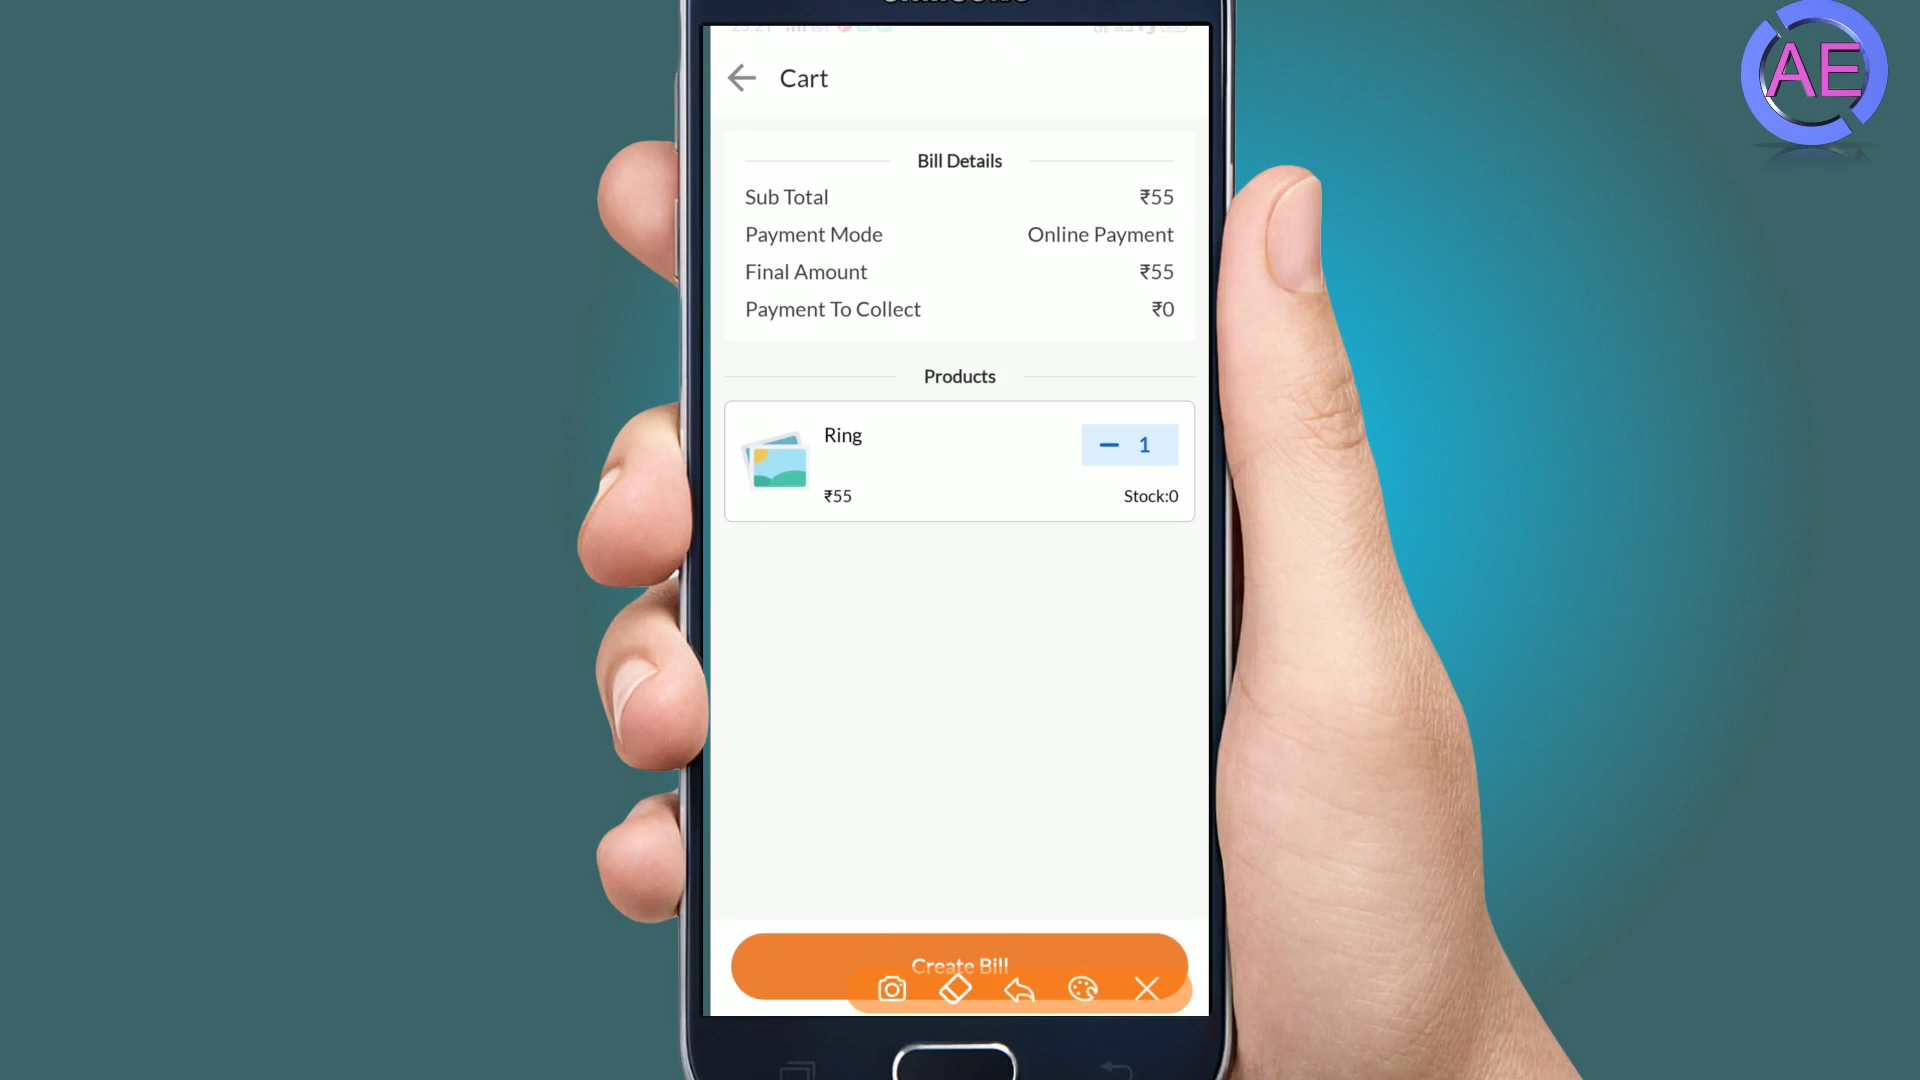 AE
Cart
Bill Details
Sub Total ₹55
Payment Mode Online Payment
Final Amount ₹55
Payment To Collect ₹0
Products
Ring
1
₹55 Stock:0
Create Bill